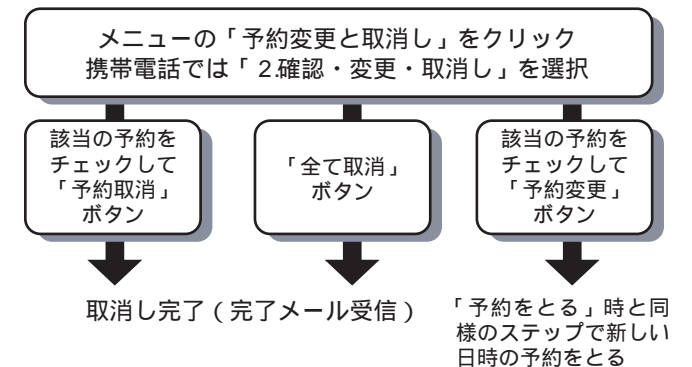 メニューの「予約変更と取消し」をクリック
携帯電話では「2.確認・変更・取消し」を選択
該当の予約を
チェックして
「予約取消」
ボタン
「全て取消」
ボタン
該当の予約を
チェックして
「予約変更」
ボタン
取消し完了(完了メール受信)
「予約をとる」時と同
様のステップで新しい
日時の予約をとる